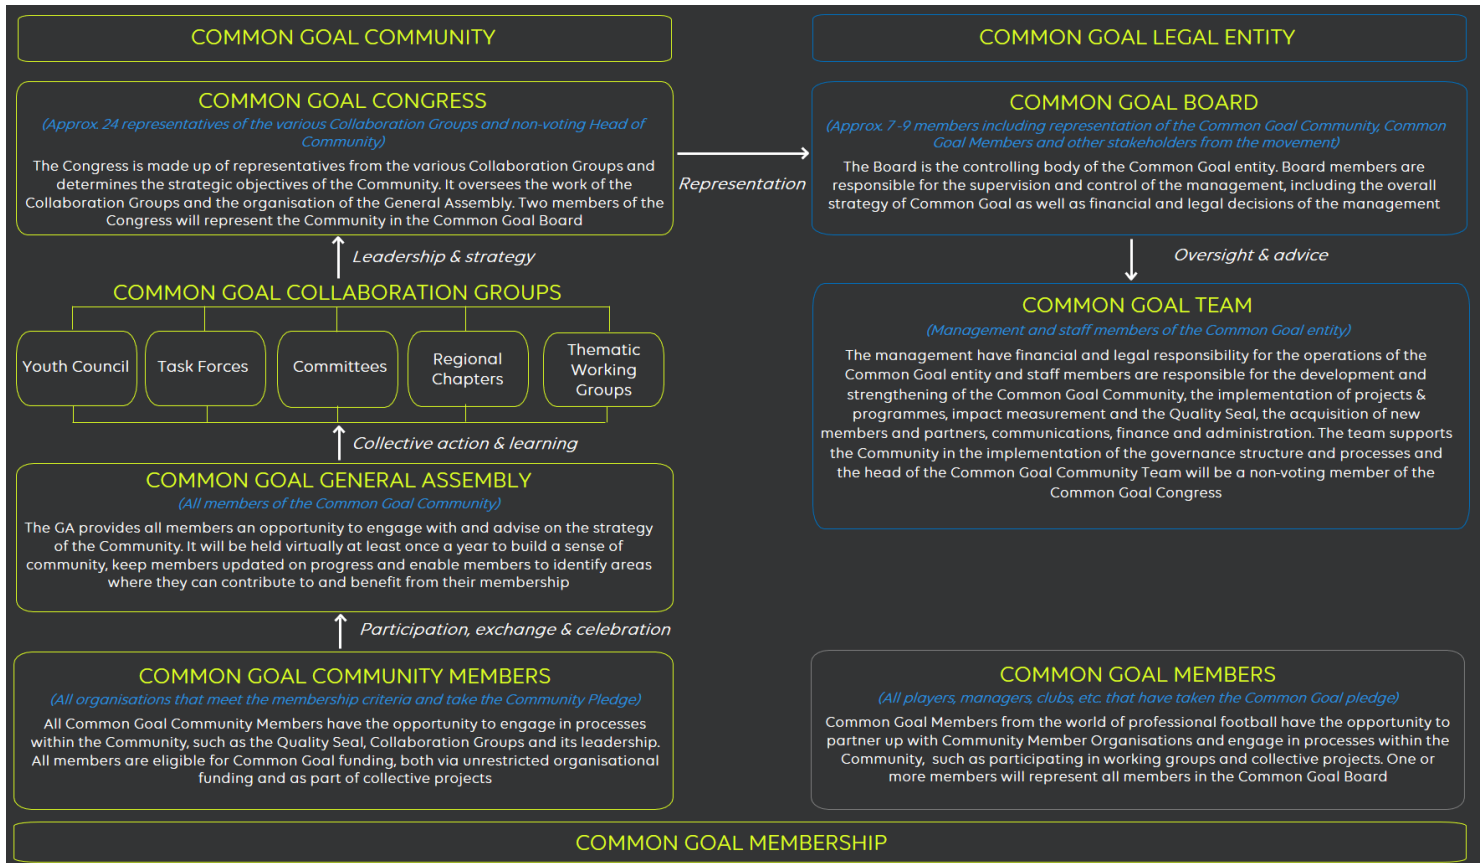 COMMON GOAL COMMUNITY
COMMON GOAL CONGRESS
(Approx. 24 representatives of the various Collaboration Groups and non-voting Head of
Community)
The Congress is made up of representatives from the various Collaboration Groups and
determines the strategic objectives of the Community. It oversees the work of the
Collaboration Groups and the organisation of the General Assembly. Two members of the
Congress will represent the Community in the Common Goal Board
Representation
COMMON GOAL LEGAL ENTITY
COMMON GOAL BOARD
(Approx. 7 -9 members including representation of the Common Goal Community, Common
Goal Members and other stakeholders from the movement)
The Board is the controlling body of the Common Goal entity. Board members are
responsible for the supervision and control of the management, including the overall
strategy of Common Goal as well as financial and legal decisions of the management
Leadership & strategy
COMMON GOAL COLLABORATION GROUPS
Youth Council
Task Forces
Committees
Regional
Chapters
Thematic
Working
Groups
Collective action & learning
Oversight & advice
COMMON GOAL TEAM
(Management and staff members of the Common Goal entity)
The management have financial and legal responsibility for the operations of the
Common Goal entity and staff members are responsible for the development and
strengthening of the Common Goal Community, the implementation of projects &
programmes, impact measurement and the Quality Seal, the acquisition of new
members and partners, communications, finance and administration. The team supports
the Community in the implementation of the governance structure and processes and
the head of the Common Goal Community Team will be a non-voting member of the
Common Goal Congress
COMMON GOAL GENERAL ASSEMBLY
(All members of the Common Goal Community)
The GA provides all members an opportunity to engage with and advise on the strategy
of the Community. It will be held virtually at least once a year to build a sense of
community, keep members updated on progress and enable members to identify areas
where they can contribute to and benefit from their membership
Participation, exchange & celebration
COMMON GOAL COMMUNITY MEMBERS
(All organisations that meet the membership criteria and take the Community Pledge)
All Common Goal Community Members have the opportunity to engage in processes
within the Community, such as the Quality Seal, Collaboration Groups and its leadership.
All members are eligible for Common Goal funding, both via unrestricted organisational
funding and as part of collective projects
COMMON GOAL MEMBERS
(All players, managers, clubs, etc. that have taken the Common Goal pledge)
Common Goal Members from the world of professional football have the opportunity to
partner up with Community Member Organisations and engage in processes within the
Community, such as participating in working groups and collective projects. One or
more members will represent all members in the Common Goal Board
COMMON GOAL MEMBERSHIP